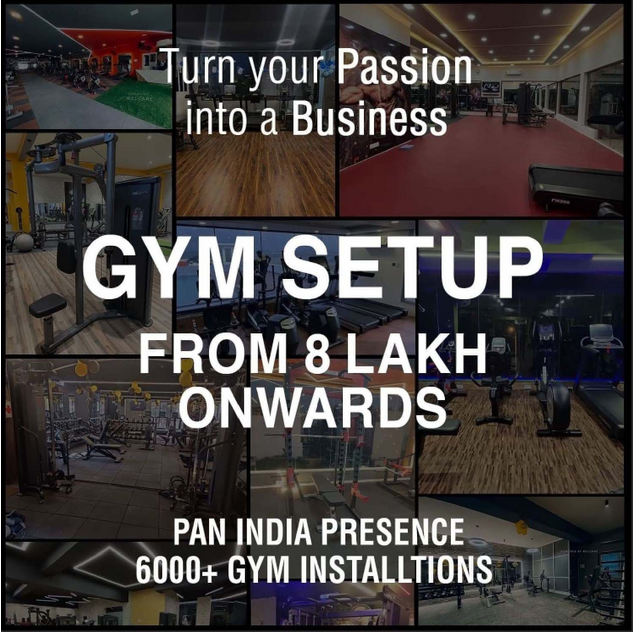 Turn your Passion
into a Business
GYM SETUP
FROM 8 LAKH
ONWARDS
PAN INDIA PRESENCE
6000+ GYM INSTALLTIONS